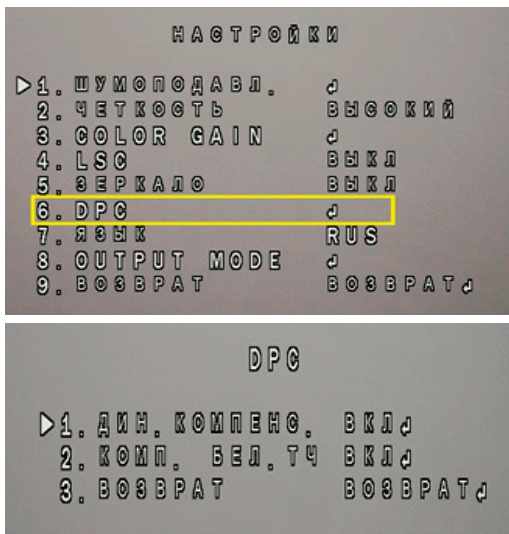 НАСТРОЙКИ
1. ШУМОПОДАВЛ. ↲
2. ЧЕТКОСТЬ ВЫСОКИЙ
3. COLOR GAIN ↲
4. LSC ВЫКЛ
5. ЗЕРКАЛО ВЫКЛ
6. DPC ↲
7. ЯЗЫК RUS
8. OUTPUT MODE ↲
9. ВОЗВРАТ ВОЗВРАТ↲
DPC
1. ДИН. КОМПЕНС. ВКЛ↲
2. КОМП. БЕЛ.ТЧ ВКЛ↲
3. ВОЗВРАТ ВОЗВРАТ↲